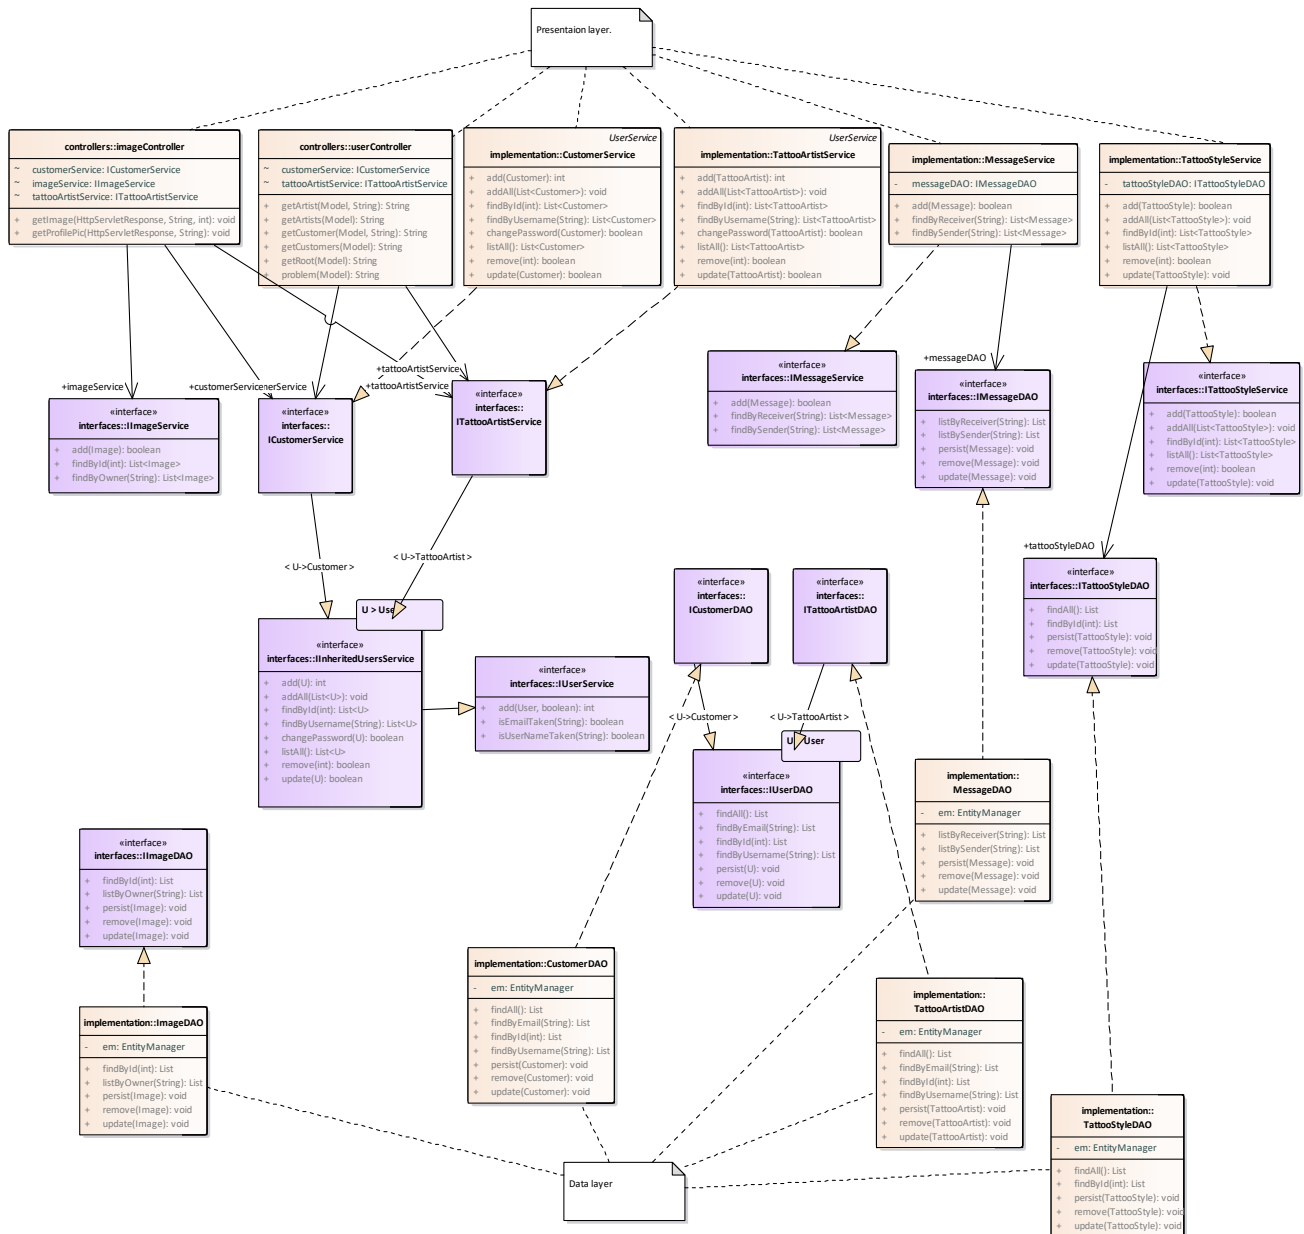 Presentaion layer.
controllers::imageController
~ customerService: ICustomerService
~ imageService: IImageService
~ tattooArtistService: ITattooArtistService
+ getImage(HttpServletResponse, String, int): void
+ getProfilePic(HttpServletResponse, String): void
controllers::userController
~ customerService: ICustomerService
~ tattooArtistService: ITattooArtistService
+ getArtist(Model, String): String
+ getArtists(Model): String
+ getCustomer(Model, String): String
+ getCustomers(Model): String
+ getRoot(Model): String
+ problem(Model): String
UserService
implementation::CustomerService
+ add(Customer): int
+ addAll(List<Customer>): void
+ findById(int): List<Customer>
+ findByUsername(String): List<Customer>
+ changePassword(Customer): boolean
+ listAll(): List<Customer>
+ remove(int): boolean
+ update(Customer): boolean
UserService
implementation::TattooArtistService
+ add(TattooArtist): int
+ addAll(List<TattooArtist>): void
+ findById(int): List<TattooArtist>
+ findByUsername(String): List<TattooArtist>
+ changePassword(TattooArtist): boolean
+ listAll(): List<TattooArtist>
+ remove(int): boolean
+ update(TattooArtist): boolean
implementation::MessageService
- messageDAO: IMessageDAO
+ add(Message): boolean
+ findByReceiver(String): List<Message>
+ findBySender(String): List<Message>
implementation::TattooStyleService
- tattooStyleDAO: ITattooStyleDAO
+ add(TattooStyle): boolean
+ addAll(List<TattooStyle>): void
+ findById(int): List<TattooStyle>
+ listAll(): List<TattooStyle>
+ remove(int): boolean
+ update(TattooStyle): void
+imageService
+customerService
+tattooArtistService
+tattooArtistService
+messageDAO
«interface»
interfaces::IImageService
+ add(Image): boolean
+ findById(int): List<Image>
+ findByOwner(String): List<Image>
«interface»
interfaces::
ICustomerService
«interface»
interfaces::
ITattooArtistService
«interface»
interfaces::IMessageService
+ add(Message): boolean
+ findByReceiver(String): List<Message>
+ findBySender(String): List<Message>
«interface»
interfaces::IMessageDAO
+ listByReceiver(String): List
+ listBySender(String): List
+ persist(Message): void
+ remove(Message): void
+ update(Message): void
«interface»
interfaces::ITattooStyleService
+ add(TattooStyle): boolean
+ addAll(List<TattooStyle>): void
+ findById(int): List<TattooStyle>
+ listAll(): List<TattooStyle>
+ remove(int): boolean
+ update(TattooStyle): void
< U->Customer >
< U->TattooArtist >
+tattooStyleDAO
U > User
«interface»
interfaces::IInheritedUsersService
+ add(U): int
+ addAll(List<U>): void
+ findById(int): List<U>
+ findByUsername(String): List<U>
+ changePassword(U): boolean
+ listAll(): List<U>
+ remove(int): boolean
+ update(U): boolean
«interface»
interfaces::IUserService
+ add(User, boolean): int
+ isEmailTaken(String): boolean
+ isUserNameTaken(String): boolean
«interface»
interfaces::
ICustomerDAO
«interface»
interfaces::
ITattooArtistDAO
«interface»
interfaces::ITattooStyleDAO
+ findAll(): List
+ findById(int): List
+ persist(TattooStyle): void
+ remove(TattooStyle): void
+ update(TattooStyle): void
< U->Customer >
< U->TattooArtist >
User
«interface»
interfaces::IUserDAO
+ findAll(): List
+ findByEmail(String): List
+ findById(int): List
+ findByUsername(String): List
+ persist(U): void
+ remove(U): void
+ update(U): void
implementation::
MessageDAO
- em: EntityManager
+ listByReceiver(String): List
+ listBySender(String): List
+ persist(Message): void
+ remove(Message): void
+ update(Message): void
«interface»
interfaces::IImageDAO
+ findById(int): List
+ listByOwner(String): List
+ persist(Image): void
+ remove(Image): void
+ update(Image): void
implementation::ImageDAO
- em: EntityManager
+ findById(int): List
+ listByOwner(String): List
+ persist(Image): void
+ remove(Image): void
+ update(Image): void
implementation::CustomerDAO
- em: EntityManager
+ findAll(): List
+ findByEmail(String): List
+ findById(int): List
+ findByUsername(String): List
+ persist(Customer): void
+ remove(Customer): void
+ update(Customer): void
implementation::
TattooArtistDAO
- em: EntityManager
+ findAll(): List
+ findByEmail(String): List
+ findById(int): List
+ findByUsername(String): List
+ persist(TattooArtist): void
+ remove(TattooArtist): void
+ update(TattooArtist): void
implementation::
TattooStyleDAO
- em: EntityManager
+ findAll(): List
+ findById(int): List
+ persist(TattooStyle): void
+ remove(TattooStyle): void
+ update(TattooStyle): void
Data layer